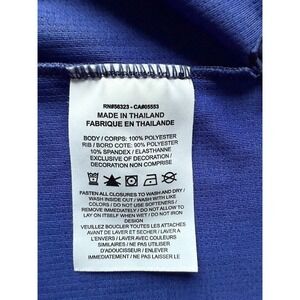 RN#56323 - CA#05553
MADE IN THAILAND
FABRIQUE EN THAILANDE
BODY / CORPS: 100% POLYESTER
RIB / BORD COTE: 90% POLYESTER
10% SPANDEX / ELASTHANNE
EXCLUSIVE OF DECORATION /
DECORATION NON COMPRISE
FASTEN ALL CLOSURES TO WASH AND DRY /
WASH INSIDE OUT / WASH WITH LIKE
COLORS / DO NOT USE SOFTENERS /
REMOVE IMMEDIATELY / DO NOT ALLOW TO
LAY ON ITSELF WHEN WET / DO NOT IRON
DESIGN /
VEUILLEZ BOUCLER TOUTES LES ATTACHES
AVANT DE LAVER ET SECHER / LAVER A
L'ENVERS / LAVER AVEC COULEURS
SIMILAIRES / NE PAS UTILISER
D'ADOUCISSEUR / ENLEVER
IMMEDIATEMENT / NE PAS LAISSER